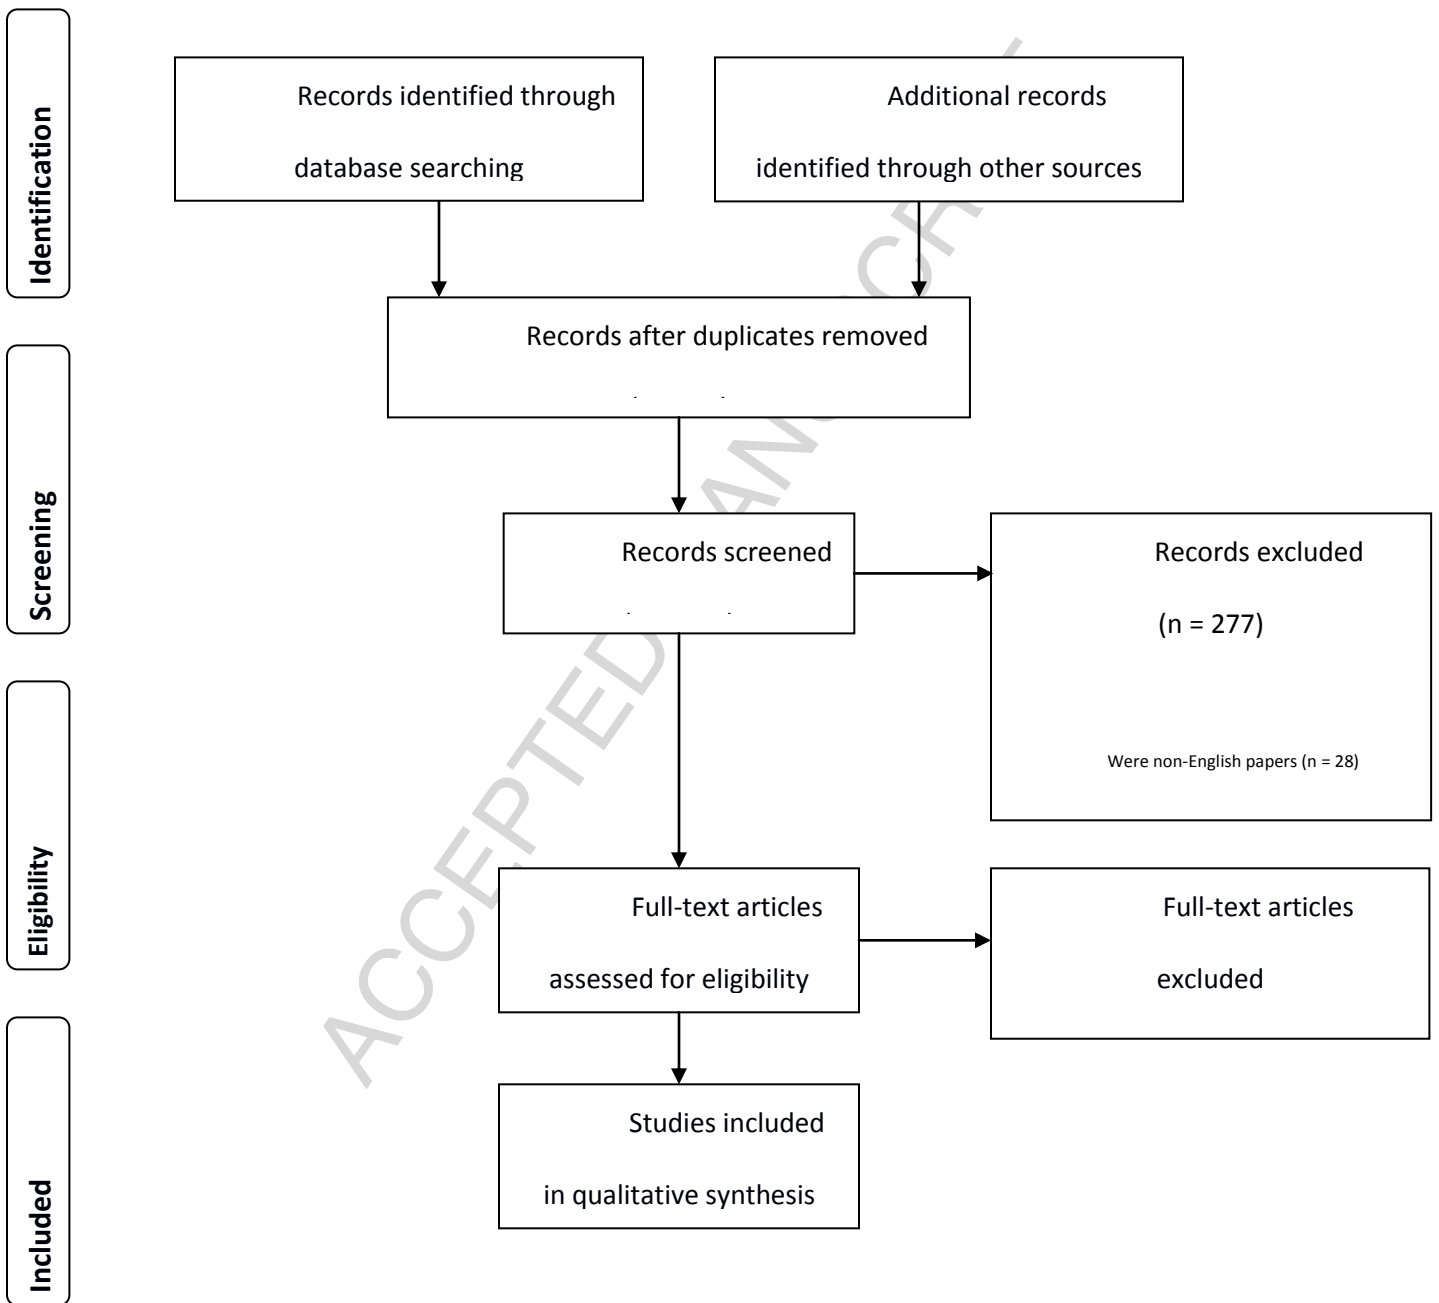 Identification
Records identified through
database searching
Additional records
identified through other sources
Records after duplicates removed
Screening
Records screened
Records excluded
(n = 277)
Were non-English papers (n = 28)
Eligibility
Full-text articles
assessed for eligibility
Full-text articles
excluded
Included
Studies included
in qualitative synthesis
ACCEPTED